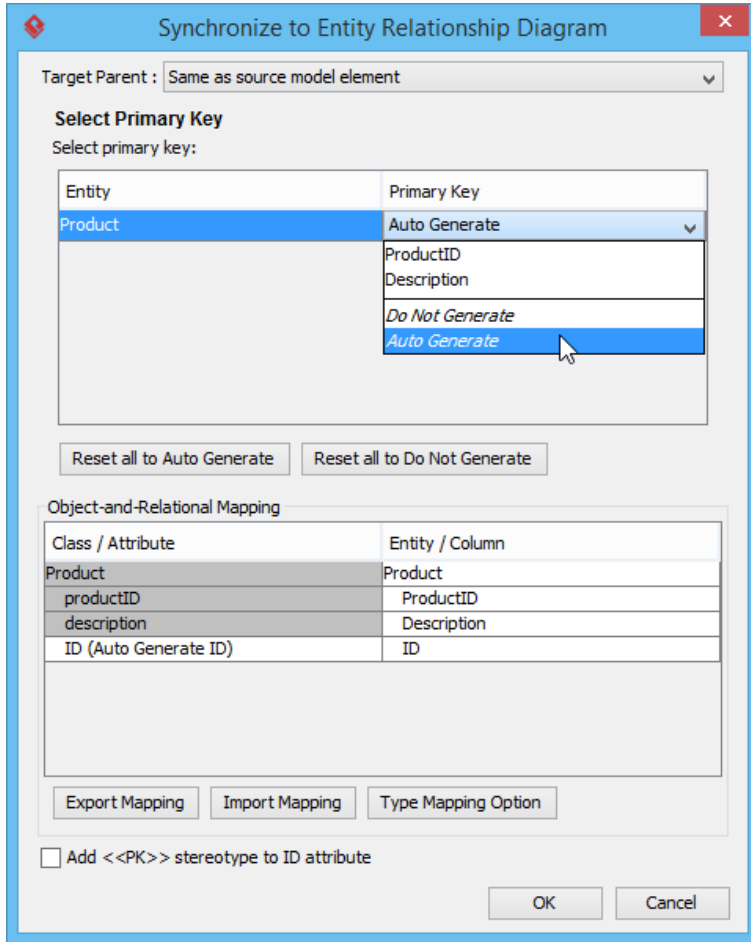 Synchronize to Entity Relationship Diagram
Target Parent : Same as source model element
Select Primary Key
Select primary key:
Entity Primary Key
Product Auto Generate
ProductID
Description
Do Not Generate
Auto Generate
Reset all to Auto Generate Reset all to Do Not Generate
Object-and-Relational Mapping
Class / Attribute Entity / Column
Product Product
productID ProductID
description Description
ID (Auto Generate ID) ID
Export Mapping Import Mapping Type Mapping Option
Add <<PK>> stereotype to ID attribute
OK Cancel